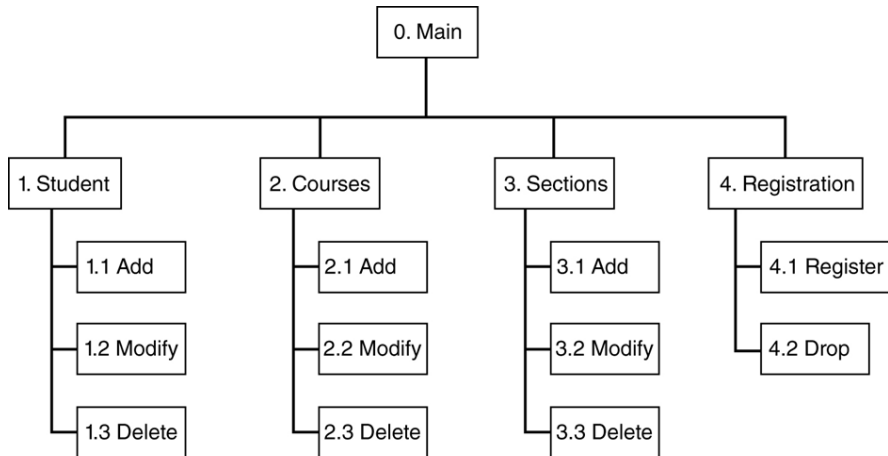 0. Main
1. Student
2. Courses
3. Sections
4. Registration
1.1 Add
2.1 Add
3.1 Add
4.1 Register
1.2 Modify
2.2 Modify
3.2 Modify
4.2 Drop
1.3 Delete
2.3 Delete
3.3 Delete